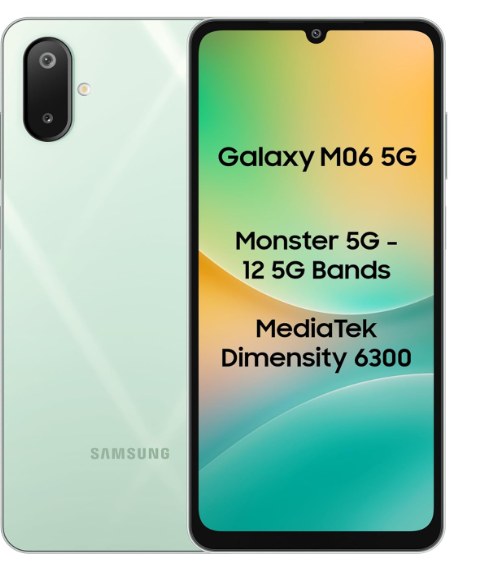 Galaxy M06 5G
Monster 5G -
12 5G Bands
MediaTek
Dimensity 6300
SAMSUNG